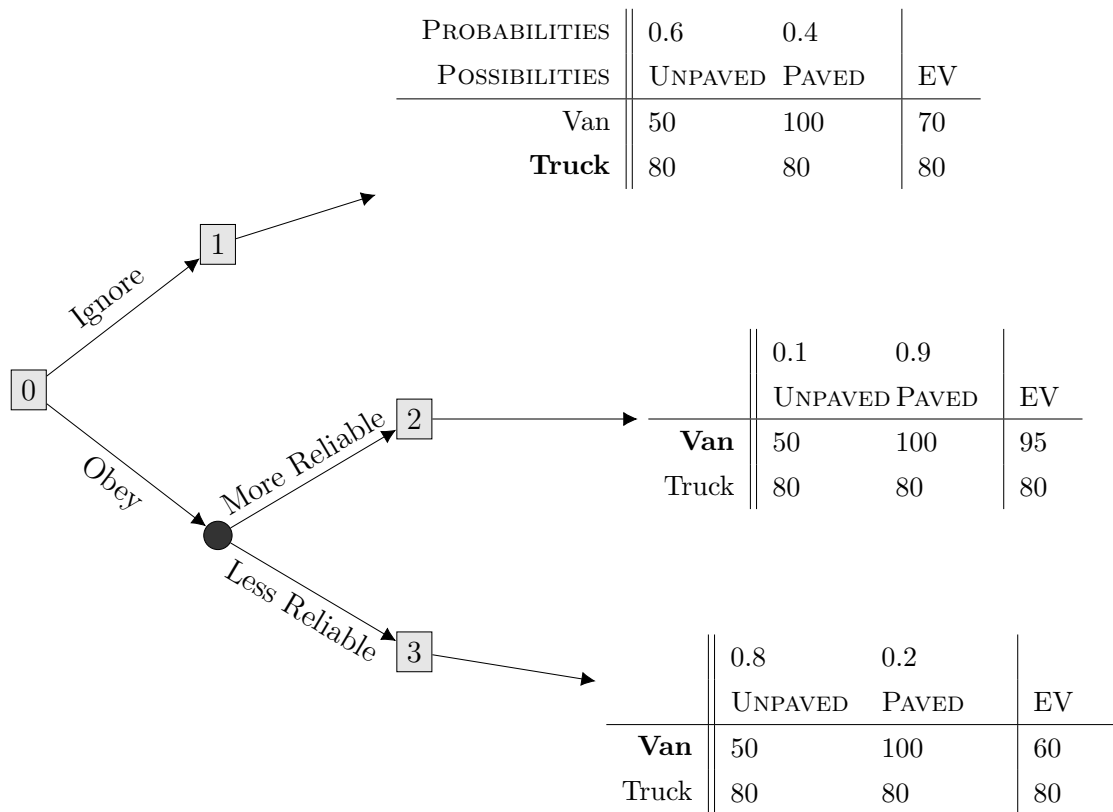 PROBABILITIES 0.6 0.4
POSSIBILITIES UNPAVED PAVED EV
Van 50 100 70
Truck 80 80 80
1
Ignore
0
Obey
0.1 0.9
UNPAVED PAVED EV
Van 50 100 95
Truck 80 80 80
2
More Reliable
Less Reliable
3
0.8 0.2
UNPAVED PAVED EV
Van 50 100 60
Truck 80 80 80